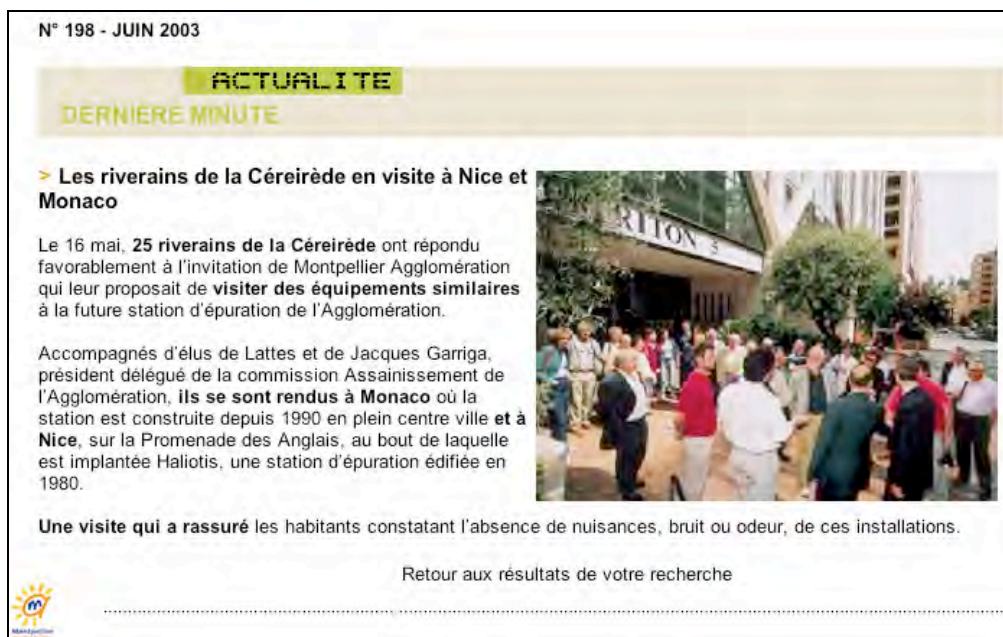 N° 198 - JUIN 2003
ACTUALITE
DERNIÈRE MINUTE
> Les riverains de la Céreirède en visite à Nice et
Monaco
Le 16 mai, 25 riverains de la Céreirède ont répondu
favorablement à l'invitation de Montpellier Agglomération
qui leur proposait de visiter des équipements similaires
à la future station d'épuration de l'Agglomération.
Accompagnés d'élus de Lattes et de Jacques Garriga,
président délégué de la commission Assainissement de
l'Agglomération, ils se sont rendus à Monaco où la
station est construite depuis 1990 en plein centre ville et à
Nice, sur la Promenade des Anglais, au bout de laquelle
est implantée Haliotis, une station d'épuration édifiée en
1980.
RITON 5
Une visite qui a rassuré les habitants constatant l'absence de nuisances, bruit ou odeur, de ces installations.
Retour aux résultats de votre recherche
m
Montpellier